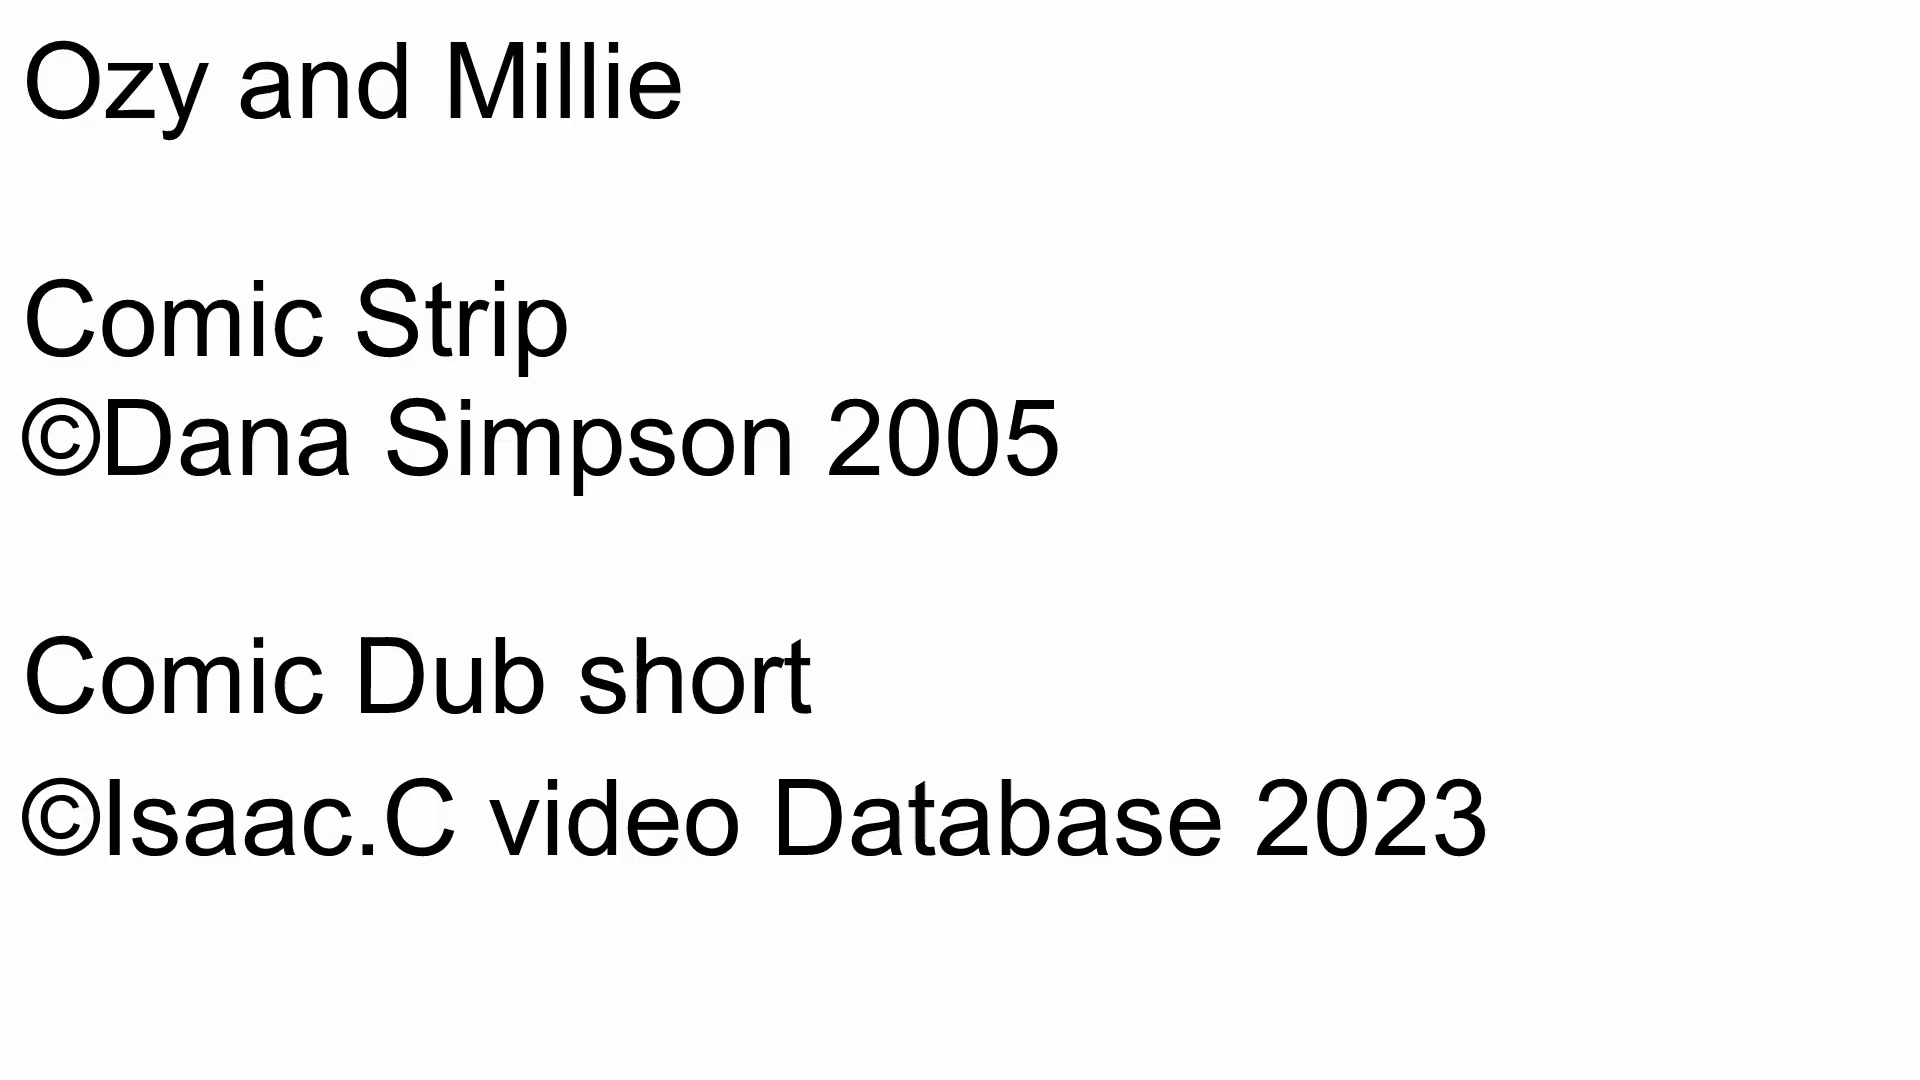 Ozy and Millie
Comic Strip
©Dana Simpson 2005
Comic Dub short
©Isaac.C video Database 2023